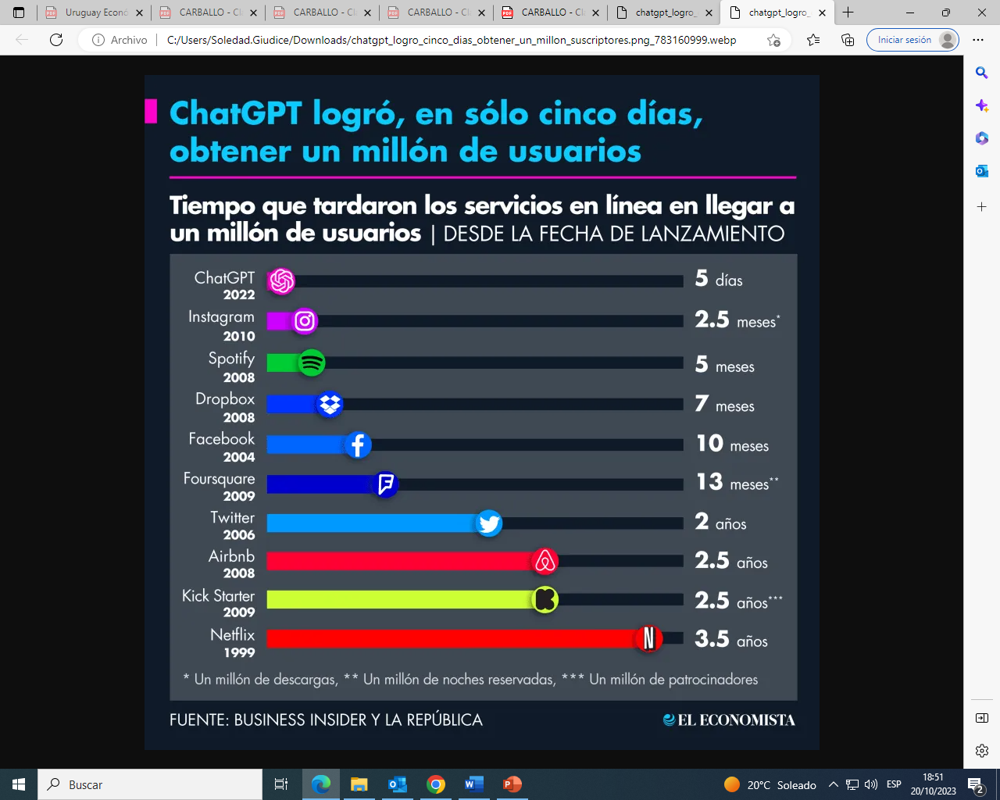 Uruguay Econó
CARBALLO - Cl
CARBALLO - Cl
CARBALLO - Cl
CARBALLO - Cl
chatgpt_logro_
chatgpt_logro_
Archivo
C:/Users/Soledad.Giudice/Downloads/chatgpt_logro_cinco_dias_obtener_un_millon_suscriptores.png_783160999.webp
Iniciar sesión
ChatGPT logró, en sólo cinco días,
obtener un millón de usuarios
Tiempo que tardaron los servicios en línea en llegar a
un millón de usuarios | DESDE LA FECHA DE LANZAMIENTO
ChatGPT 5 días
2022
Instagram 2.5 meses*
2010
Spotify 5 meses
2008
Dropbox 7 meses
2008
Facebook 10 meses
2004
Foursquare 13 meses**
2009
Twitter 2 años
2006
Airbnb 2.5 años
2008
Kick Starter 2.5 años***
2009
Netflix 3.5 años
1999
* Un millón de descargas, ** Un millón de noches reservadas, *** Un millón de patrocinadores
FUENTE: BUSINESS INSIDER Y LA REPÚBLICA
EL ECONOMISTA
Buscar
20°C Soleado
ESP
18:51
20/10/2023
2